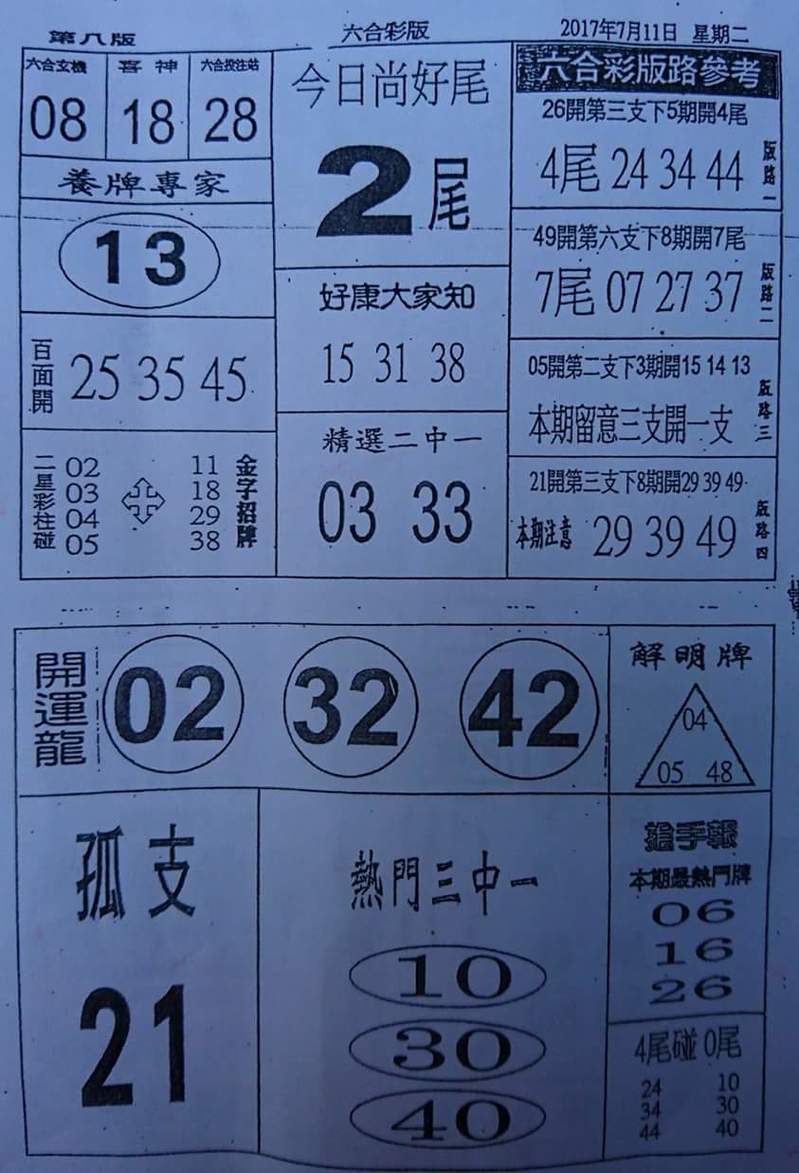 第八版
六合彩版
2017年7月11日 星期二
六合玄機
08
喜神
18
六合投注站
28
養牌專家
13
百面開
25 35 45
二星彩柱碰
02
03
04
05
11
18
29
38
金字招牌
今日尚好尾
2尾
好康大家知
15 31 38
精選二中一
03 33
六合彩版路參考
26開第三支下5期開4尾
4尾 24 34 44
版路一
49開第六支下8期開7尾
7尾 07 27 37
版路二
05開第二支下3期開15 14 13
本期留意三支開一支
版路三
21開第三支下8期開29 39 49
本期注意 29 39 49
版路四
開運龍
02 32 42
解明牌
04
05 48
孤支
21
熱門三中一
10
30
40
搶手報
本期最熱門牌
06
16
26
4尾碰0尾
24 10
34 30
44 40